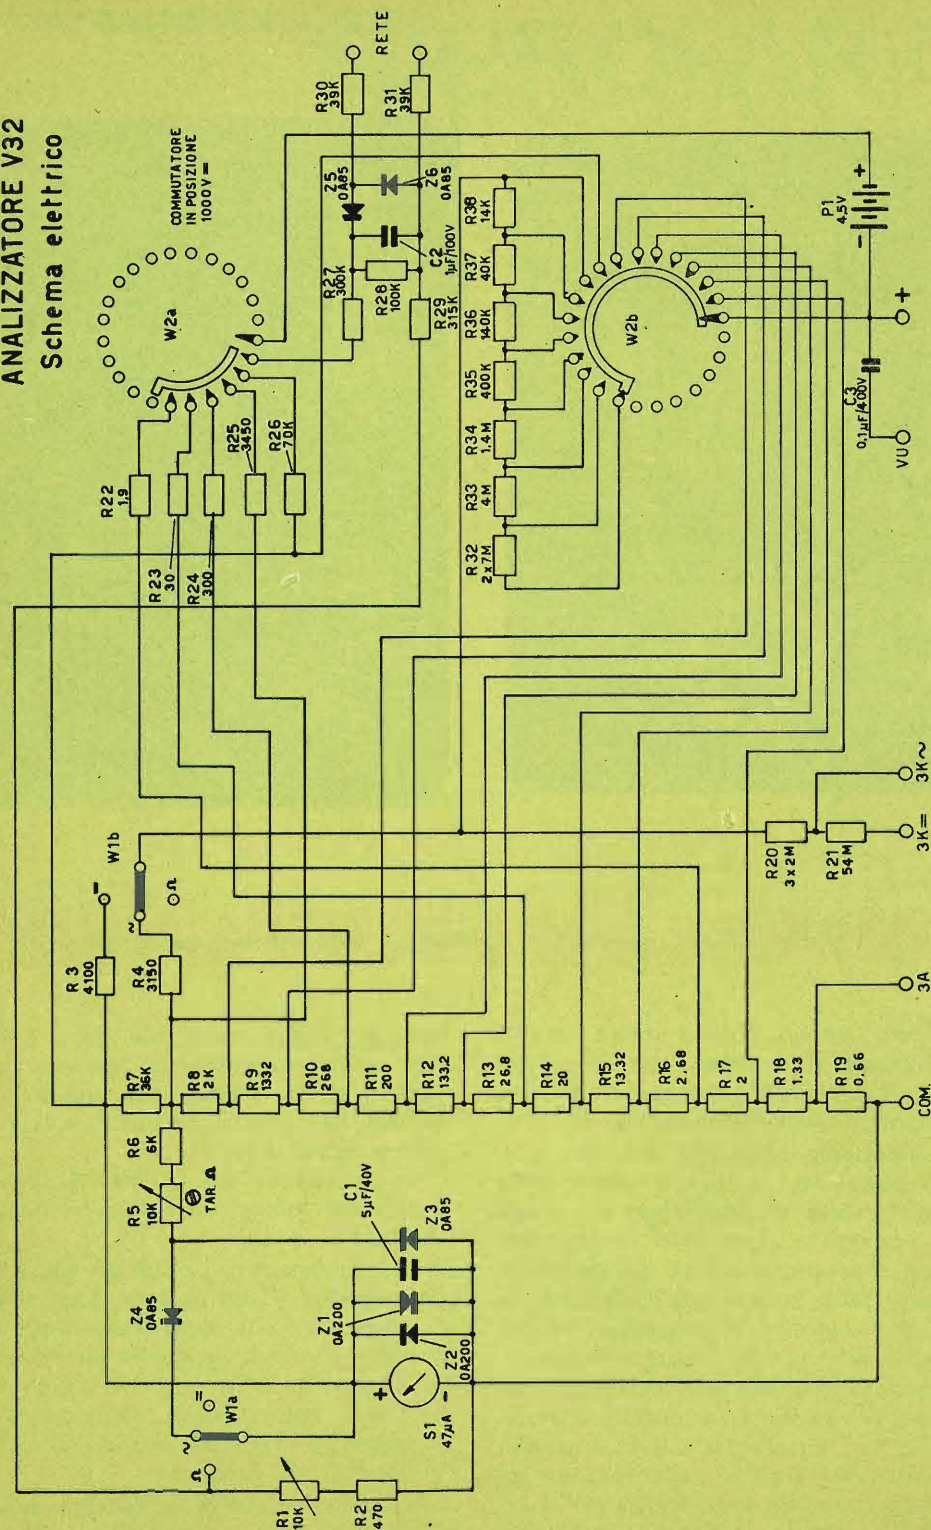 ANALIZZATORE V32
Schema elettrico
COMMUTATORE
IN POSIZIONE
1000V=
W2a
RETE
R30
39K
R31
39K
Z5
0A85
Z6
0A85
C2
1µF/100V
R27
300K
R28
100K
R29
315K
R22
1,9
R23
30
R24
300
R25
3450
R26
70K
R38
14K
R37
40K
R36
140K
R35
400K
R34
1,4M
R33
4M
R32
2x7M
W2b
P1
4,5V
-
+
+
C3
0,1µF/400V
VU
W1b
-
~
Ω
R3
4100
R4
3150
R7
36K
R8
2K
R9
1332
R10
268
R11
200
R12
133,2
R13
26,8
R14
20
R15
13,32
R16
2,68
R17
2
R18
1,33
R19
0,66
R20
3x2M
R21
54M
3K~
3K=
3A
COM.
R6
6K
R5
10K
TAR. Ω
Z4
0A85
C1
5µF/40V
Z3
0A85
Z1
0A200
Z2
0A200
+
-
S1
47µA
W1a
=
~
Ω
R1
10K
R2
470